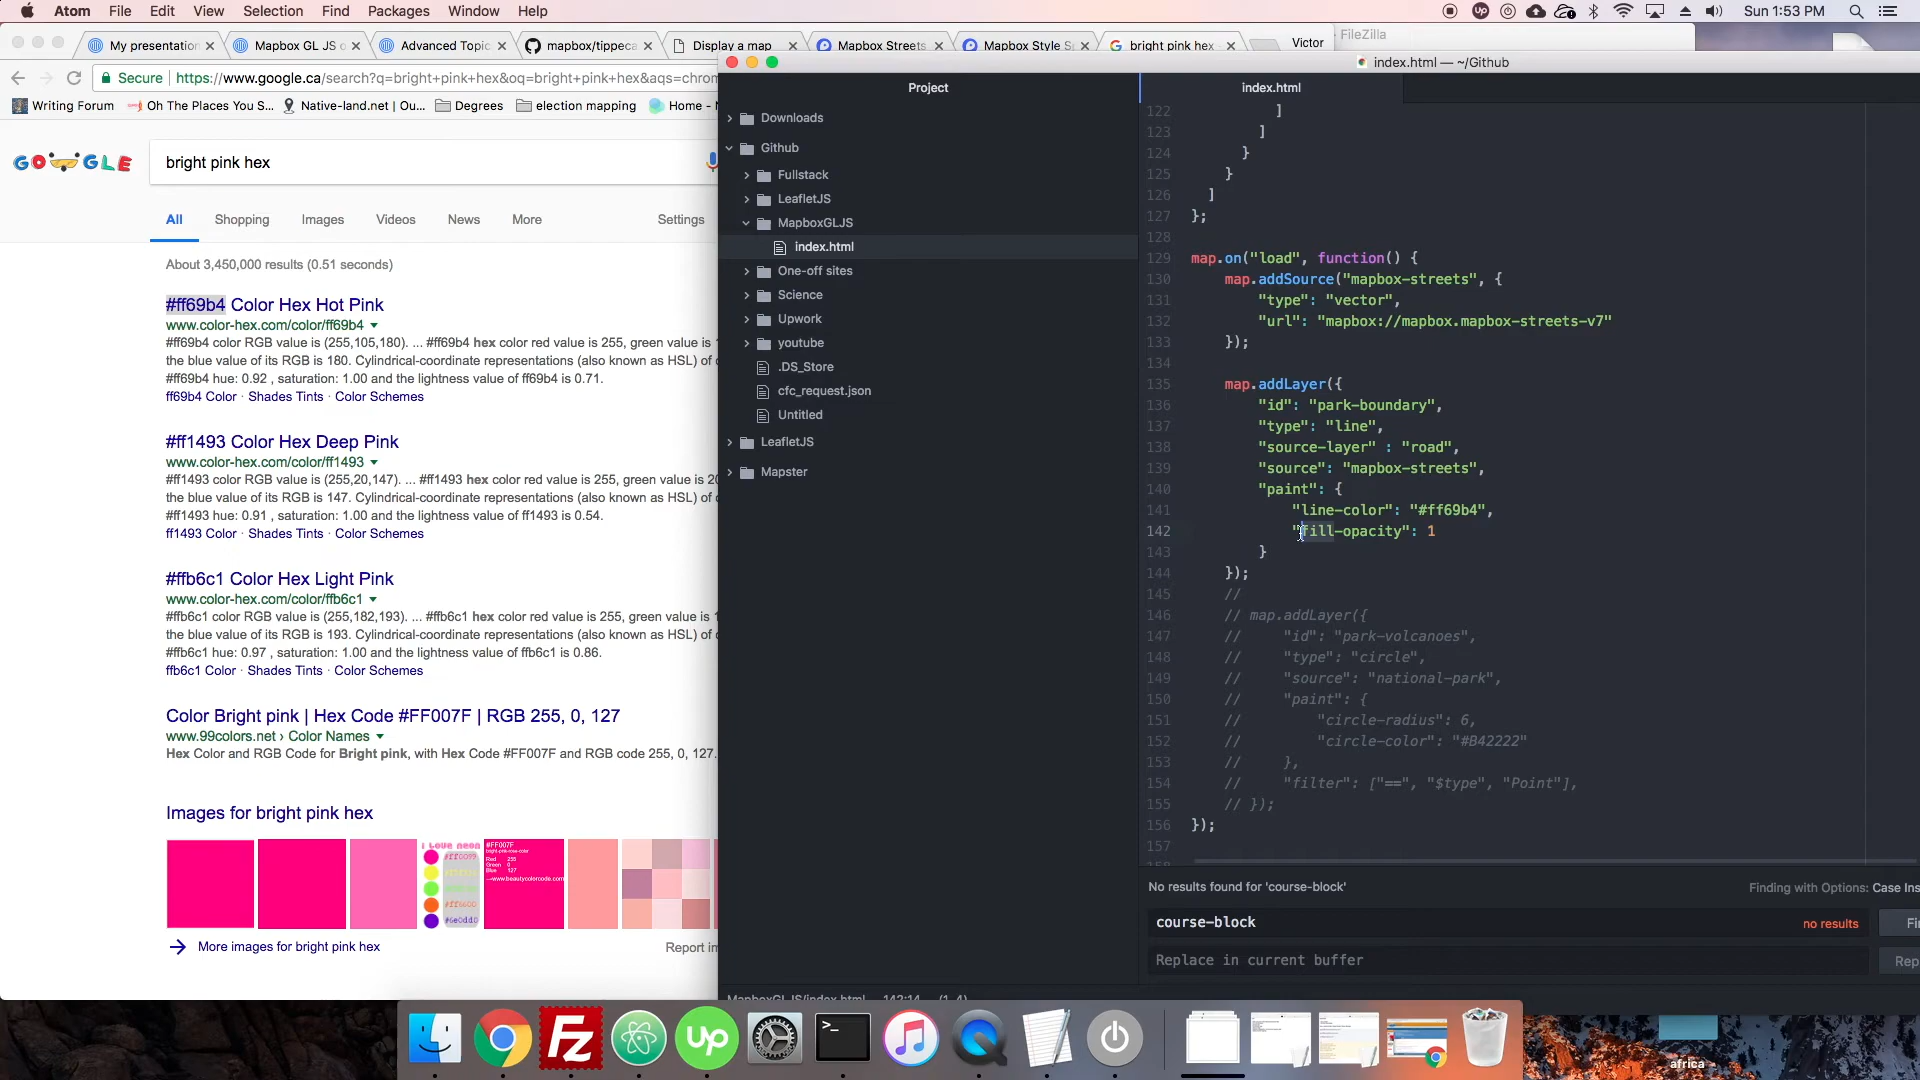 Atom File Edit View Selection Find Packages Window Help
Sun 1:53 PM
My presentation
Mapbox GL JS
Advanced Topic
mapbox/tippeca
Display a map
Mapbox Streets
Mapbox Style Sp
bright pink hex
Victor
FileZilla
Secure https://www.google.ca/search?q=bright+pink+hex&oq=bright+pink+hex&aqs=chrom
Writing Forum
Oh The Places You S...
Native-land.net | Ou...
Degrees
election mapping
Home -
GOOGLE
bright pink hex
All Shopping Images Videos News More Settings
About 3,450,000 results (0.51 seconds)
#ff69b4 Color Hex Hot Pink
www.color-hex.com/color/ff69b4
#ff69b4 color RGB value is (255,105,180). ... #ff69b4 hex color red value is 255, green value is
the blue value of its RGB is 180. Cylindrical-coordinate representations (also known as HSL) of
#ff69b4 hue: 0.92 , saturation: 1.00 and the lightness value of ff69b4 is 0.71.
ff69b4 Color · Shades Tints · Color Schemes
#ff1493 Color Hex Deep Pink
www.color-hex.com/color/ff1493
#ff1493 color RGB value is (255,20,147). ... #ff1493 hex color red value is 255, green value is 20
the blue value of its RGB is 147. Cylindrical-coordinate representations (also known as HSL) of
#ff1493 hue: 0.91 , saturation: 1.00 and the lightness value of ff1493 is 0.54.
ff1493 Color · Shades Tints · Color Schemes
#ffb6c1 Color Hex Light Pink
www.color-hex.com/color/ffb6c1
#ffb6c1 color RGB value is (255,182,193). ... #ffb6c1 hex color red value is 255, green value is
the blue value of its RGB is 193. Cylindrical-coordinate representations (also known as HSL) of
#ffb6c1 hue: 0.97 , saturation: 1.00 and the lightness value of ffb6c1 is 0.86.
ffb6c1 Color · Shades Tints · Color Schemes
Color Bright pink | Hex Code #FF007F | RGB 255, 0, 127
www.99colors.net › Color Names
Hex Color and RGB Code for Bright pink, with Hex Code #FF007F and RGB code 255, 0, 127.
Images for bright pink hex
I Love neon
#ff0099
#ff6600
#6e0dd0
#FF007F
More images for bright pink hex
Report im
index.html — ~/Github
Project
Downloads
Github
Fullstack
LeafletJS
MapboxGLJS
index.html
One-off sites
Science
Upwork
youtube
.DS_Store
cfc_request.json
Untitled
LeafletJS
Mapster
index.html
122 ]
123 ]
124 }
125 }
126 ]
127 };
128
129 map.on("load", function() {
130 map.addSource("mapbox-streets", {
131 "type": "vector",
132 "url": "mapbox://mapbox.mapbox-streets-v7"
133 });
134
135 map.addLayer({
136 "id": "park-boundary",
137 "type": "line",
138 "source-layer" : "road",
139 "source": "mapbox-streets",
140 "paint": {
141 "line-color": "#ff69b4",
142 "fill-opacity": 1
143 }
144 });
145 //
146 // map.addLayer({
147 // "id": "park-volcanoes",
148 // "type": "circle",
149 // "source": "national-park",
150 // "paint": {
151 // "circle-radius": 6,
152 // "circle-color": "#B42222"
153 // },
154 // "filter": ["==", "$type", "Point"],
155 // });
156 });
157
No results found for 'course-block'
Finding with Options: Case Ins
course-block
no results
Fi
Replace in current buffer
Rep
MapboxGLJS/index.html 142:14 (1, 4)
Fz
Up
africa